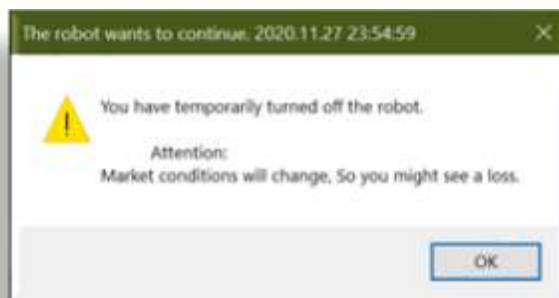 The robot wants to continue. 2020.11.27 23:54:59
You have temporarily turned off the robot.
Attention:
Market conditions will change, So you might see a loss.
OK